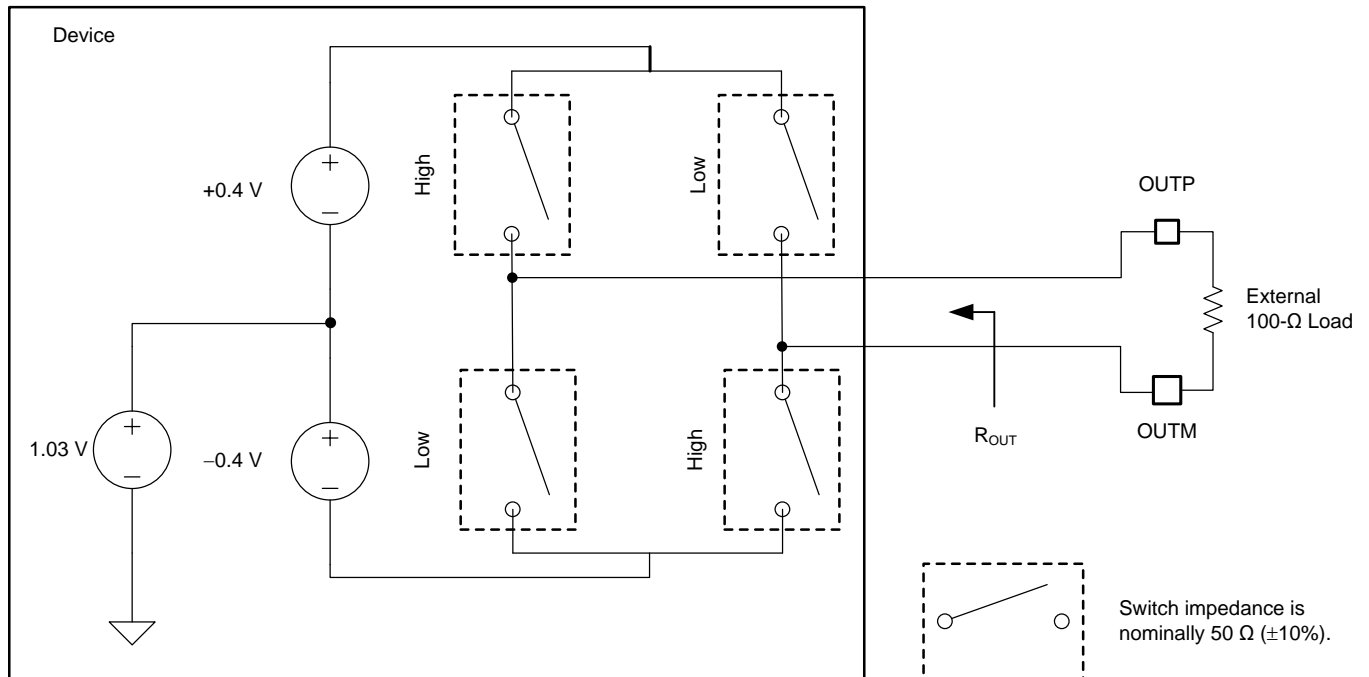 Device
High
Low
+0.4 V
+
–
OUTP
External
100-Ω Load
1.03 V
+
–
−0.4 V
+
–
Low
High
R_OUT
OUTM
Switch impedance is
nominally 50 Ω (±10%).